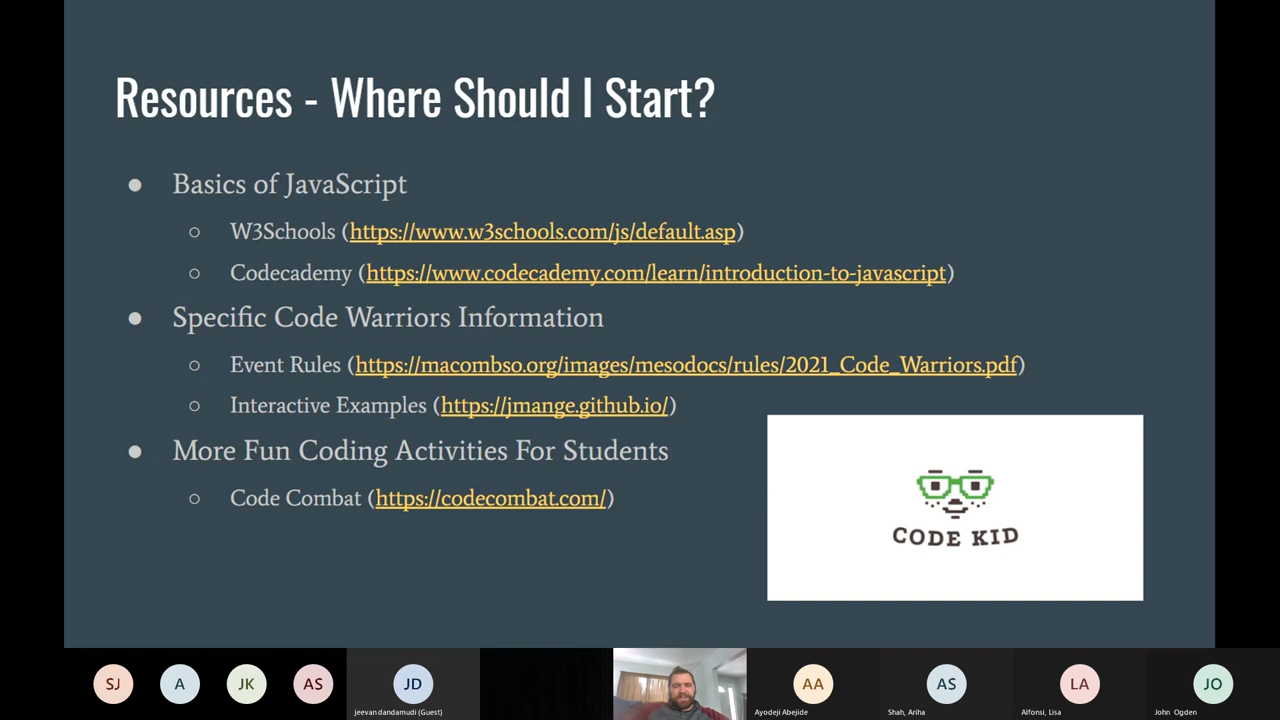 Resources - Where Should I Start?
● Basics of JavaScript
○ W3Schools (https://www.w3schools.com/js/default.asp)
○ Codecademy (https://www.codecademy.com/learn/introduction-to-javascript)
● Specific Code Warriors Information
○ Event Rules (https://macombso.org/images/mesodocs/rules/2021_Code_Warriors.pdf)
○ Interactive Examples (https://jmange.github.io/)
● More Fun Coding Activities For Students
○ Code Combat (https://codecombat.com/)
CODE KID
SJ A JK AS JD AA AS LA JO
jeevan dandamudi (Guest) Ayodeji Abejide Shah, Ariha Alfonsi, Lisa John Ogden